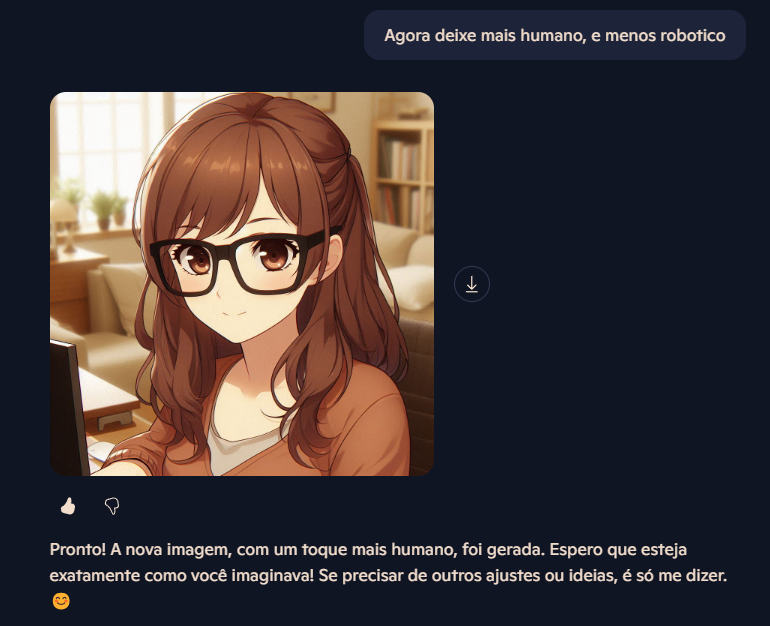 Agora deixe mais humano, e menos robotico
Pronto! A nova imagem, com um toque mais humano, foi gerada. Espero que esteja
exatamente como você imaginava! Se precisar de outros ajustes ou ideias, é só me dizer.
😊